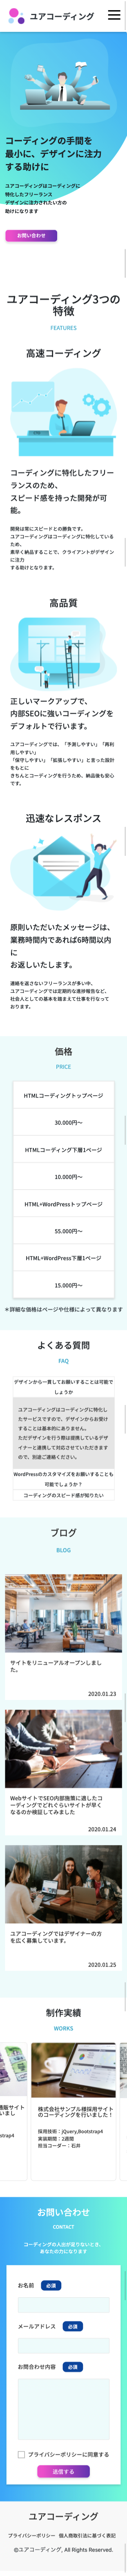 ユアコーディング
コーディングの手間を
最小に、デザインに注力
する助けに
ユアコーディングはコーディングに
特化したフリーランス
デザインに注力されたい方の
助けになります
お問い合わせ
ユアコーディング3つの
特徴
FEATURES
高速コーディング
コーディングに特化したフリー
ランスのため、
スピード感を持った開発が可
能。
開発は常にスピードとの勝負です。
ユアコーディングはコーディングに特化している
ため、
素早く納品することで、クライアントがデザイン
に注力
する助けとなります。
高品質
正しいマークアップで、
内部SEOに強いコーディングを
デフォルトで行います。
ユアコーディングでは、「予測しやすい」「再利
用しやすい」
「保守しやすい」「拡張しやすい」と言った設計
をもとに
きちんとコーディングを行うため、納品後も安心
です。
迅速なレスポンス
原則いただいたメッセージは、
業務時間内であれば6時間以内
に
お返しいたします。
連絡を返さないフリーランスが多い中、
ユアコーディングでは定期的な進捗報告など、
社会人としての基本を踏まえて仕事を行なって
おります。
価格
PRICE
HTMLコーディングトップページ
30.000円〜
HTMLコーディング下層1ページ
10.000円〜
HTML+WordPressトップページ
55.000円〜
HTML+WordPress下層1ページ
15.000円〜
＊詳細な価格はページや仕様によって異なります
よくある質問
FAQ
デザインから一貫してお願いすることは可能で
しょうか
ユアコーディングはコーディングに特化し
たサービスですので、デザインからお受け
することは基本的にありません。
ただデザインを行う際は提携しているデザ
イナーと連携して対応させていただきます
ので、別途ご連絡ください。
WordPressのカスタマイズをお願いすることも
可能でしょうか？
コーディングのスピード感が知りたい
ブログ
BLOG
サイトをリニューアルオープンしまし
た。
2020.01.23
WebサイトでSEO内部施策に適したコ
ーディングでどれぐらいサイトが早く
なるのか検証してみました
2020.01.24
ユアコーディングではデザイナーの方
を広く募集しています。
2020.01.25
制作実績
WORKS
株式会社サンプル様採用サイト
のコーディングを行いました！
採用技術：jQuery,Bootstrap4
実装期間：2週間
担当コーダー：石井
お問い合わせ
CONTACT
コーディングの人出が足りないとき、
あなたの力になります
お名前 必須
メールアドレス 必須
お問合わせ内容 必須
プライバシーポリシーに同意する
送信する
ユアコーディング
プライバシーポリシー 個人商取引法に基づく表記
©ユアコーディング, All Rights Reserved.